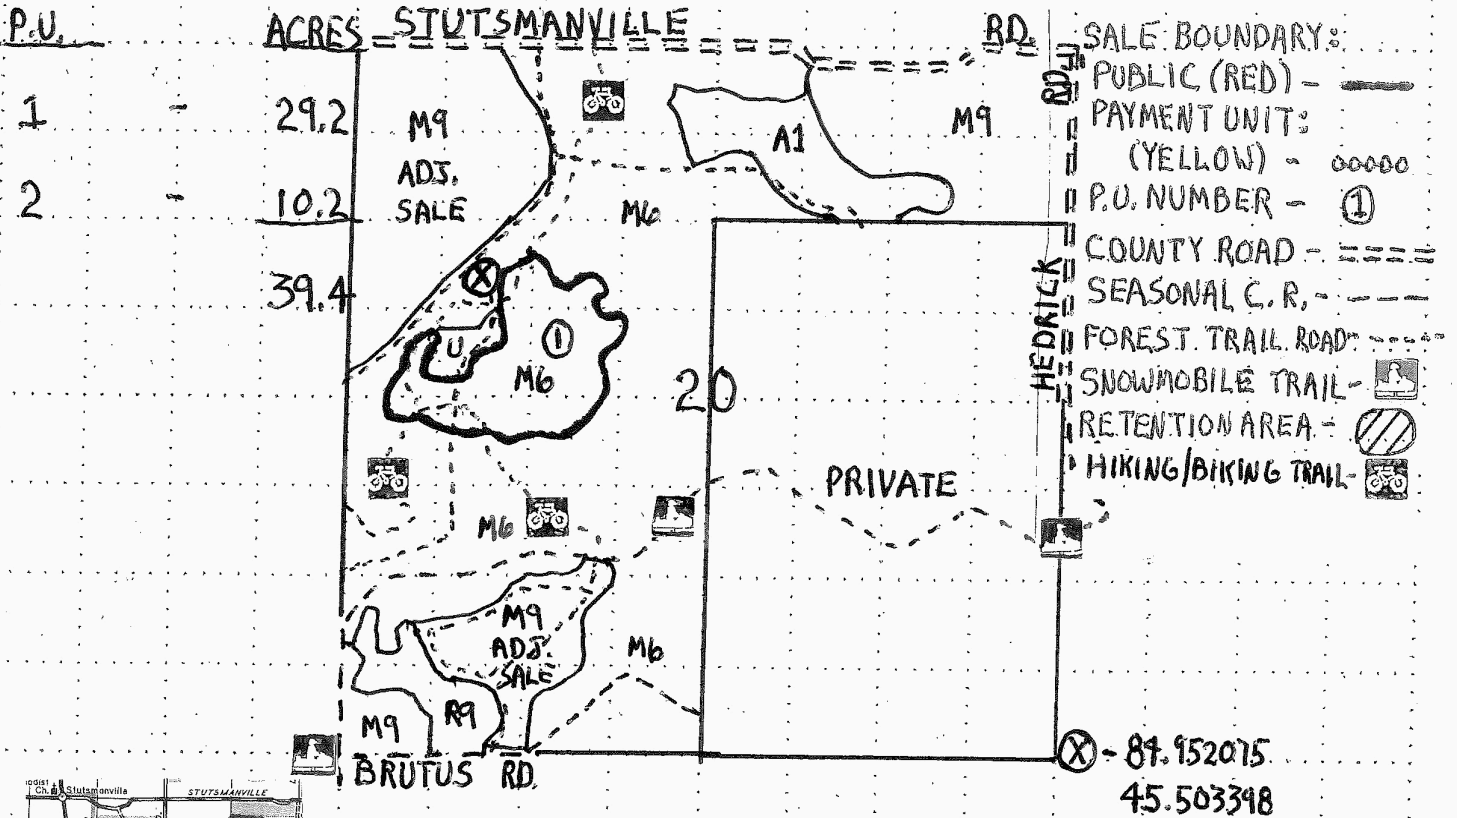 P.U. ACRES
1 - 29.2
2 - 10.2
39.4
STUTSMANVILLE RD.
M9
ADJ.
SALE
A1
M9
M6
X
U
1
M6
20
PRIVATE
M6
M9
ADJ.
SALE
M6
M9
R9
BRUTUS RD.
HEDRICK
RD.
SALE BOUNDARY:
PUBLIC (RED) -
PAYMENT UNIT:
(YELLOW) -
P.U. NUMBER - 1
COUNTY ROAD -
SEASONAL C.R. -
FOREST TRAIL ROAD -
SNOWMOBILE TRAIL -
RETENTION AREA -
HIKING/BIKING TRAIL -
X - 84.952075
45.503398
Ch. Stutsmanville
STUTSMANVILLE